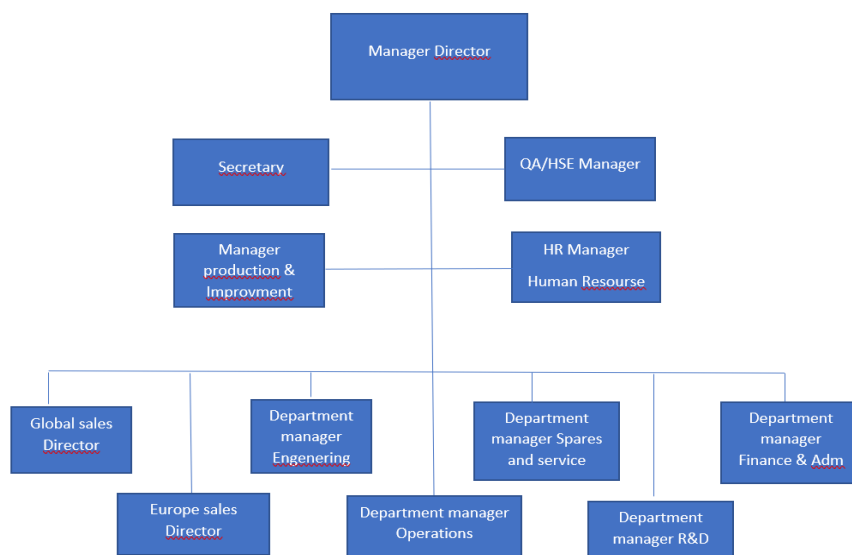 Manager Director
Secretary
QA/HSE Manager
Manager
production &
Improvment
HR Manager
Human Resourse
Global sales
Director
Department
manager
Engenering
Department
manager Spares
and service
Department
manager
Finance & Adm
Europe sales
Director
Department manager
Operations
Department
manager R&D